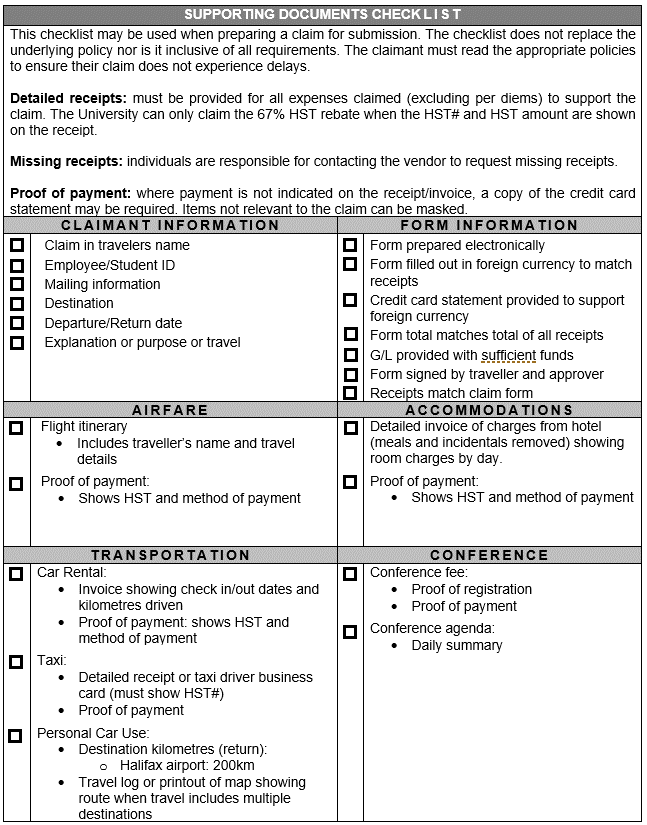 SUPPORTING DOCUMENTS CHECKLIST
This checklist may be used when preparing a claim for submission. The checklist does not replace the
underlying policy nor is it inclusive of all requirements. The claimant must read the appropriate policies
to ensure their claim does not experience delays.
Detailed receipts: must be provided for all expenses claimed (excluding per diems) to support the
claim. The University can only claim the 67% HST rebate when the HST# and HST amount are shown
on the receipt.
Missing receipts: individuals are responsible for contacting the vendor to request missing receipts.
Proof of payment: where payment is not indicated on the receipt/invoice, a copy of the credit card
statement may be required. Items not relevant to the claim can be masked.
CLAIMANT INFORMATION
Claim in travelers name
Employee/Student ID
Mailing information
Destination
Departure/Return date
Explanation or purpose or travel
FORM INFORMATION
Form prepared electronically
Form filled out in foreign currency to match
receipts
Credit card statement provided to support
foreign currency
Form total matches total of all receipts
G/L provided with sufficient funds
Form signed by traveller and approver
Receipts match claim form
AIRFARE
Flight itinerary
• Includes traveller's name and travel
details
Proof of payment:
• Shows HST and method of payment
ACCOMMODATIONS
Detailed invoice of charges from hotel
(meals and incidentals removed) showing
room charges by day.
Proof of payment:
• Shows HST and method of payment
TRANSPORTATION
Car Rental:
• Invoice showing check in/out dates and
kilometres driven
• Proof of payment: shows HST and
method of payment
Taxi:
• Detailed receipt or taxi driver business
card (must show HST#)
• Proof of payment
Personal Car Use:
• Destination kilometres (return):
o Halifax airport: 200km
• Travel log or printout of map showing
route when travel includes multiple
destinations
CONFERENCE
Conference fee:
• Proof of registration
• Proof of payment
Conference agenda:
• Daily summary